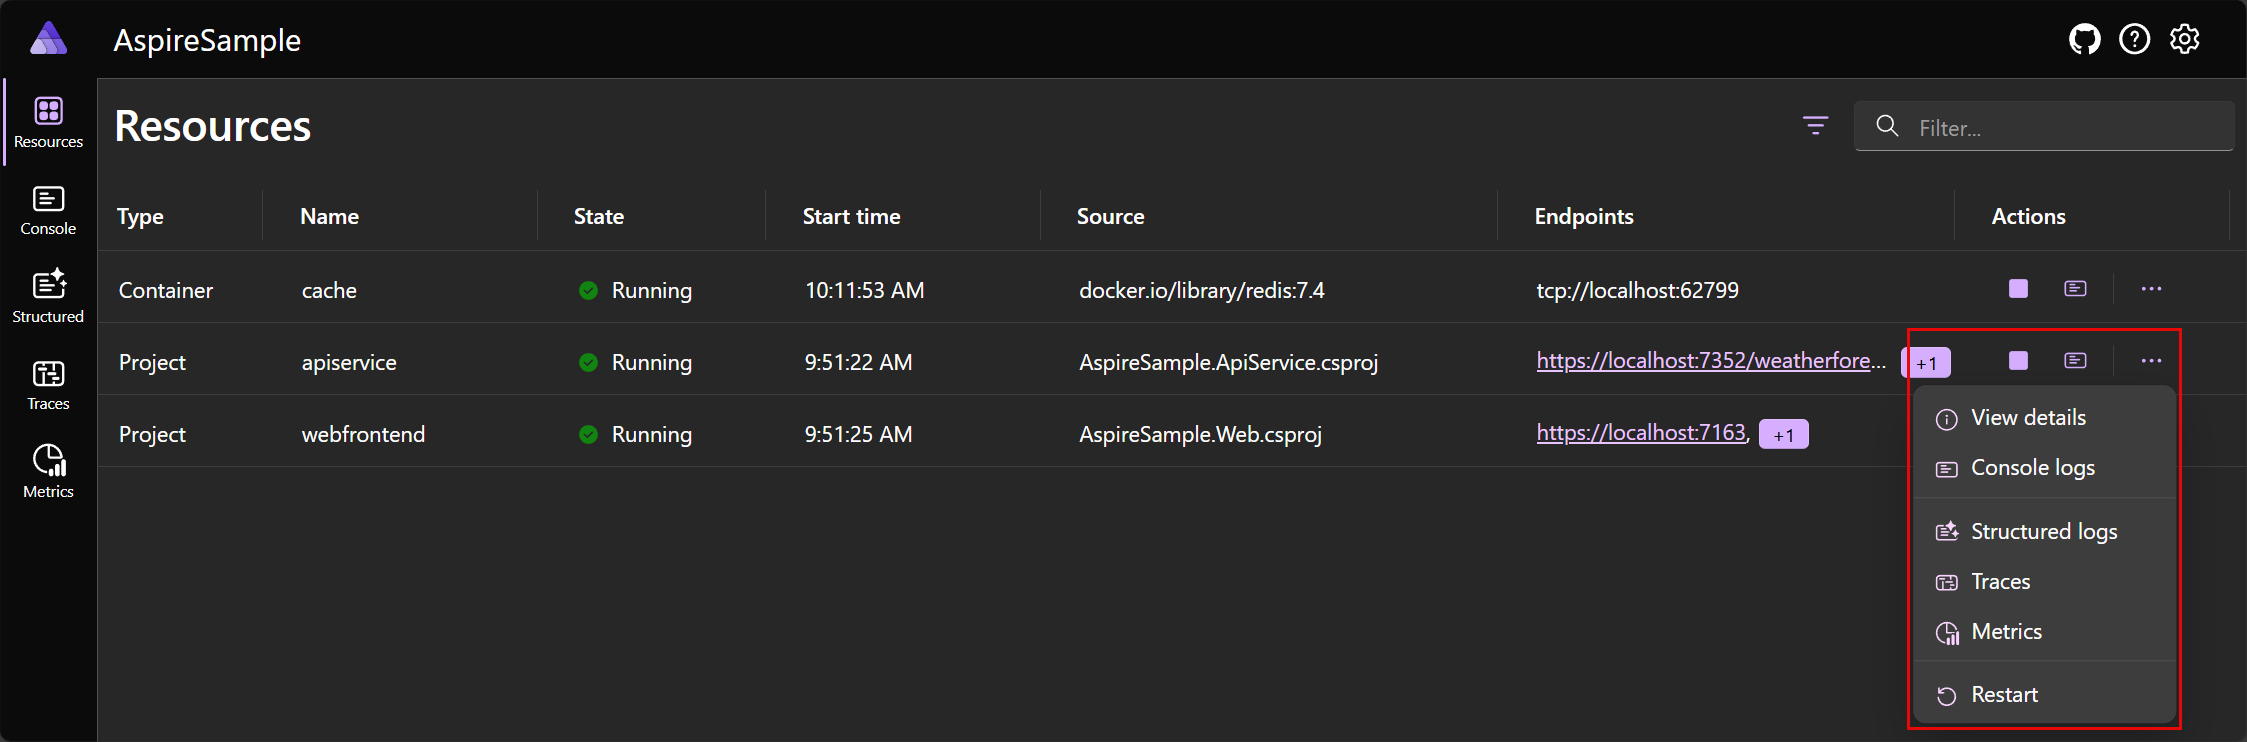 AspireSample
Resources
Filter...
Resources
Console
Structured
Traces
Metrics
Type Name State Start time Source Endpoints Actions
Container cache Running 10:11:53 AM docker.io/library/redis:7.4 tcp://localhost:62799
Project apiservice Running 9:51:22 AM AspireSample.ApiService.csproj https://localhost:7352/weatherfore... +1
Project webfrontend Running 9:51:25 AM AspireSample.Web.csproj https://localhost:7163, +1
View details
Console logs
Structured logs
Traces
Metrics
Restart